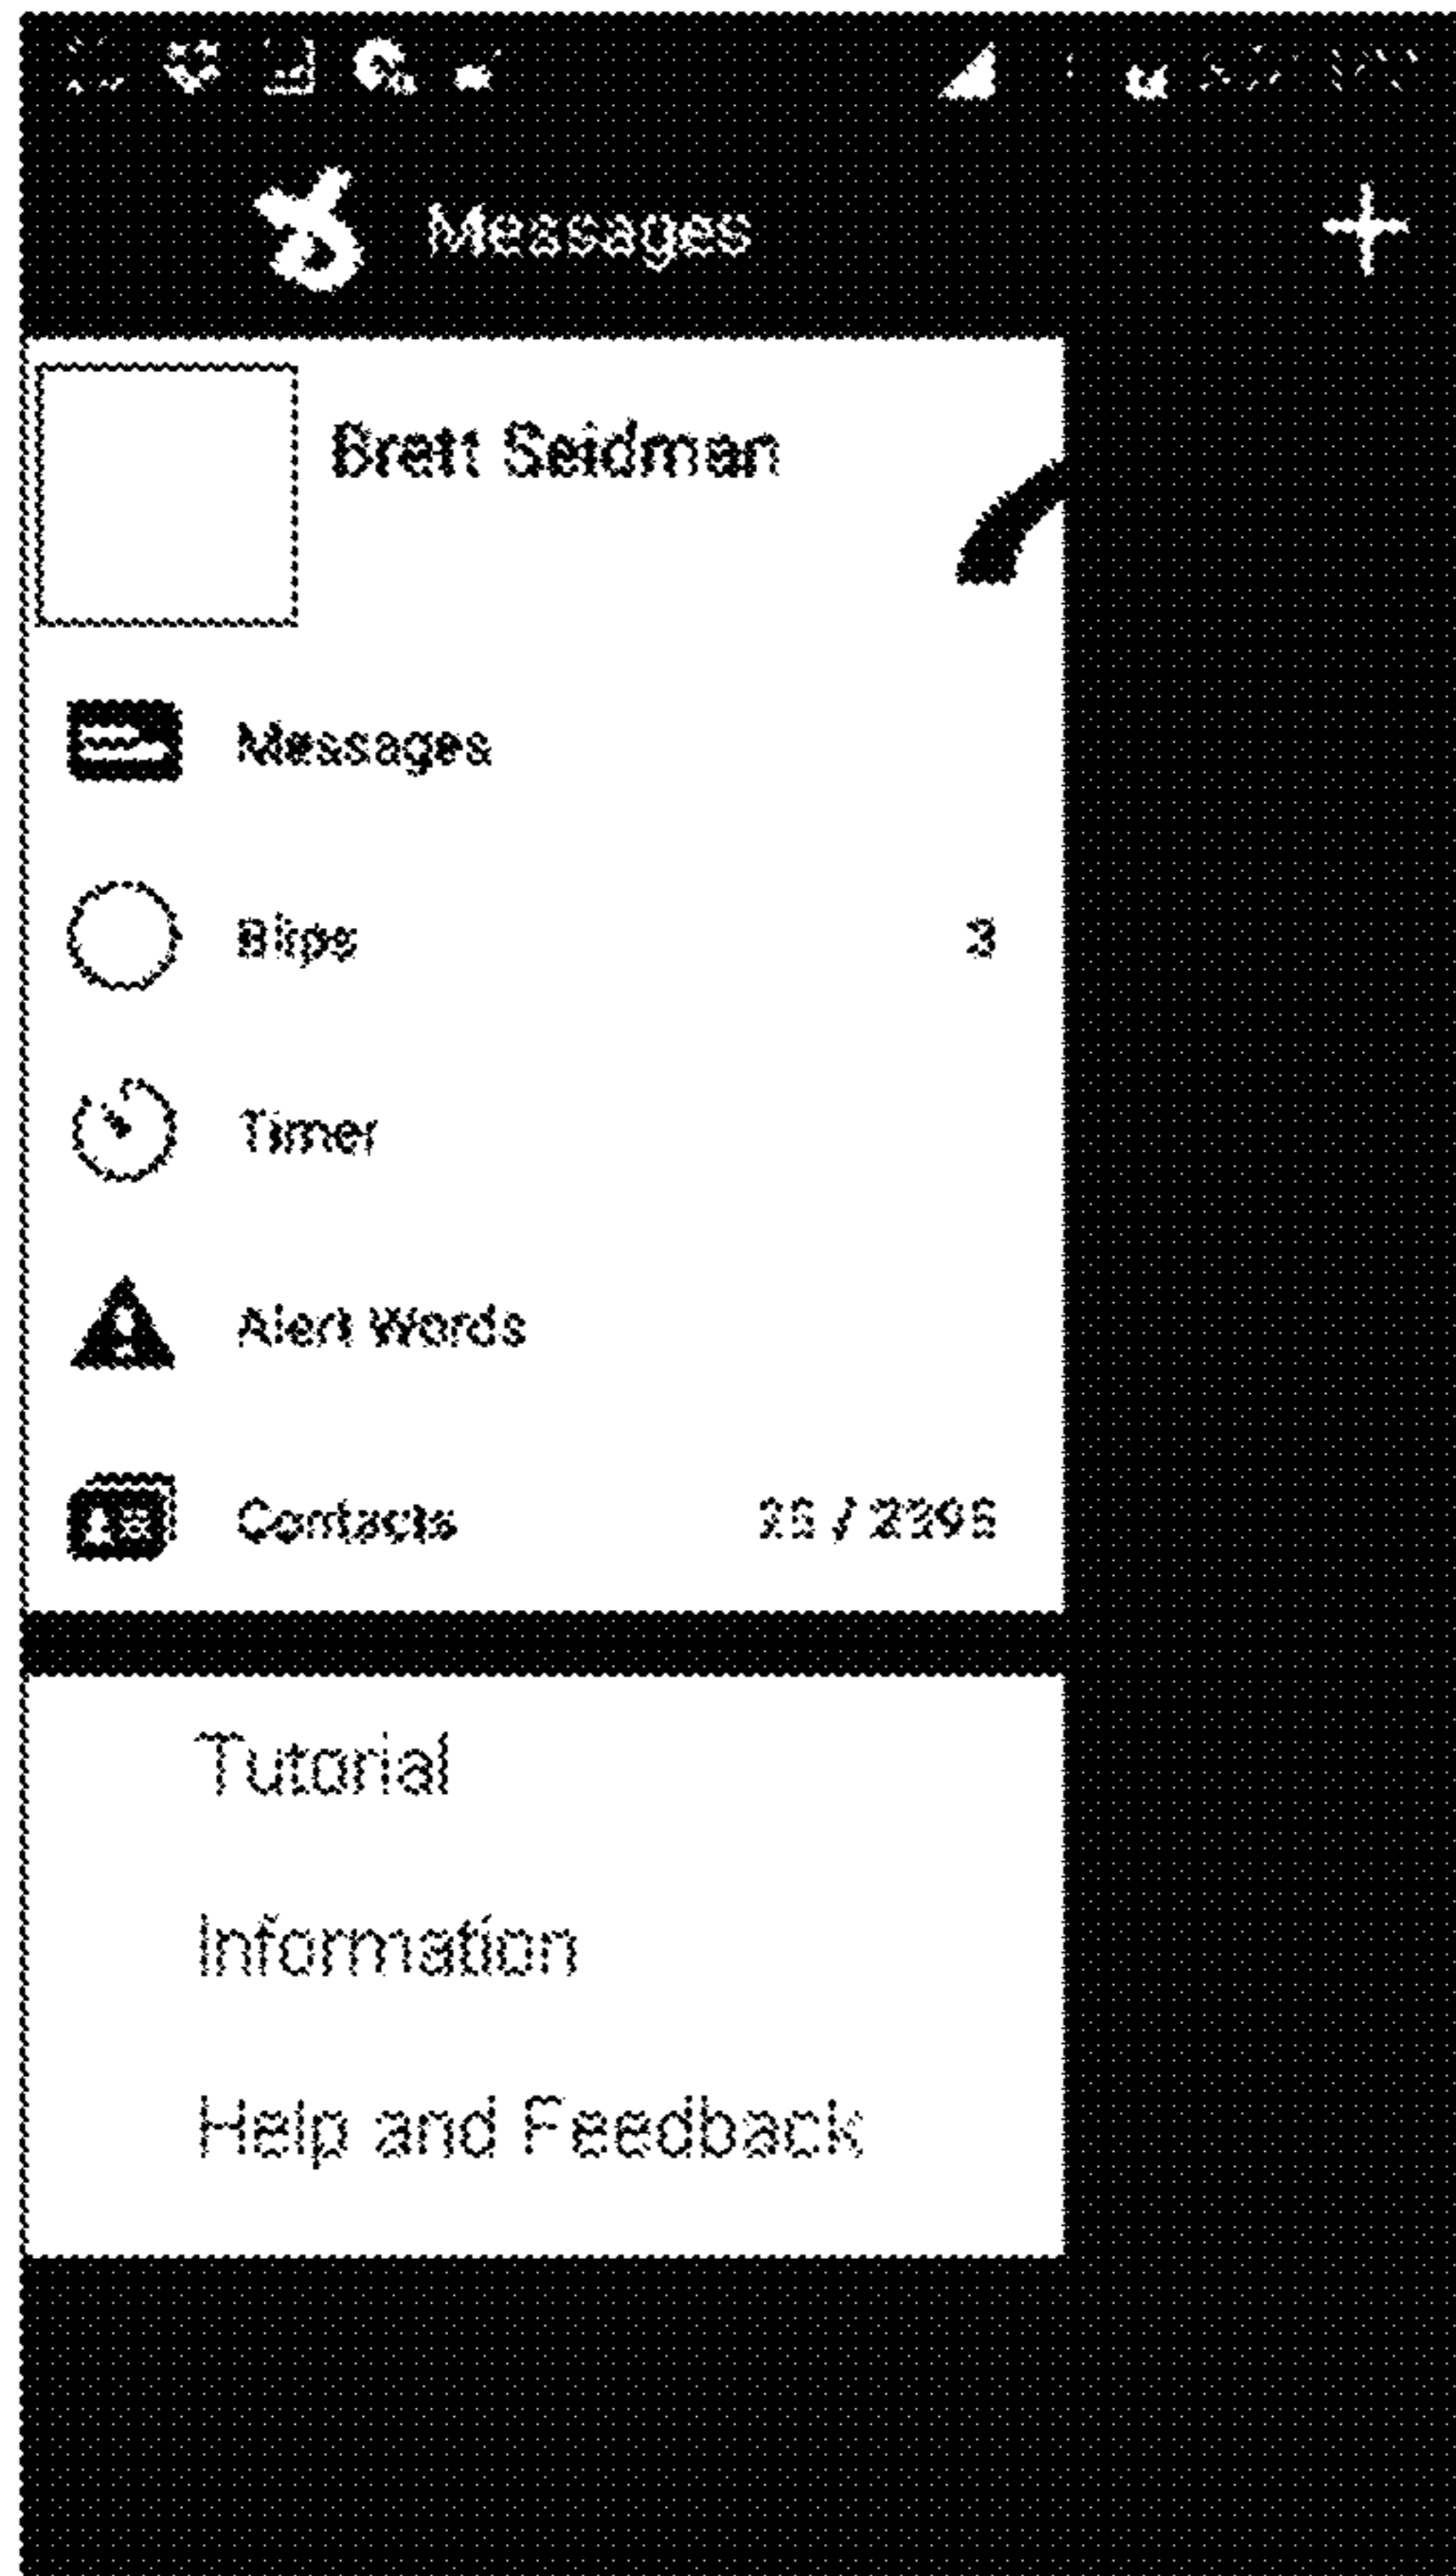 Messages
Brett Seidman
Messages
Blips 3
Timer
Alert Words
Contacts
Tutorial
Information
Help and Feedback